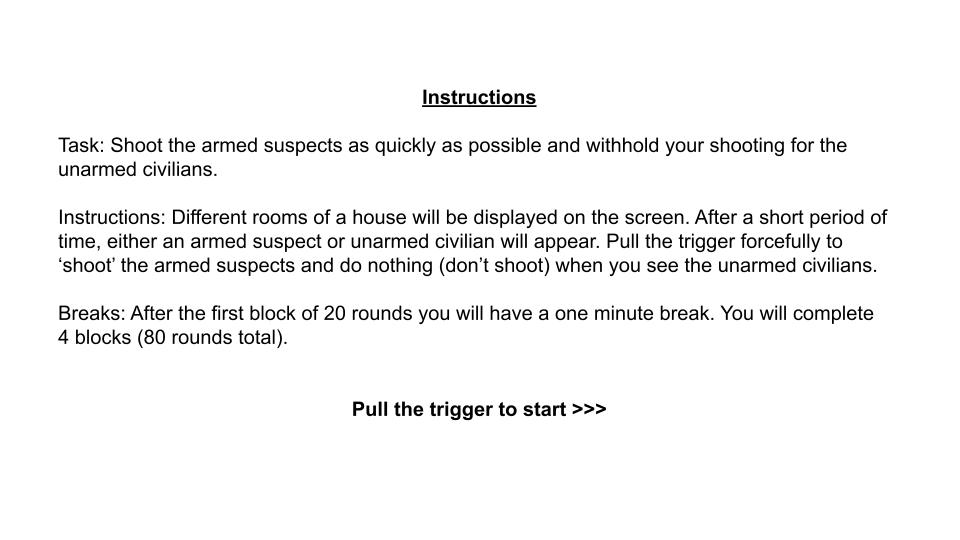 Instructions
Task: Shoot the armed suspects as quickly as possible and withhold your shooting for the
unarmed civilians.
Instructions: Different rooms of a house will be displayed on the screen. After a short period of
time, either an armed suspect or unarmed civilian will appear. Pull the trigger forcefully to
‘shoot’ the armed suspects and do nothing (don’t shoot) when you see the unarmed civilians.
Breaks: After the first block of 20 rounds you will have a one minute break. You will complete
4 blocks (80 rounds total).
Pull the trigger to start >>>